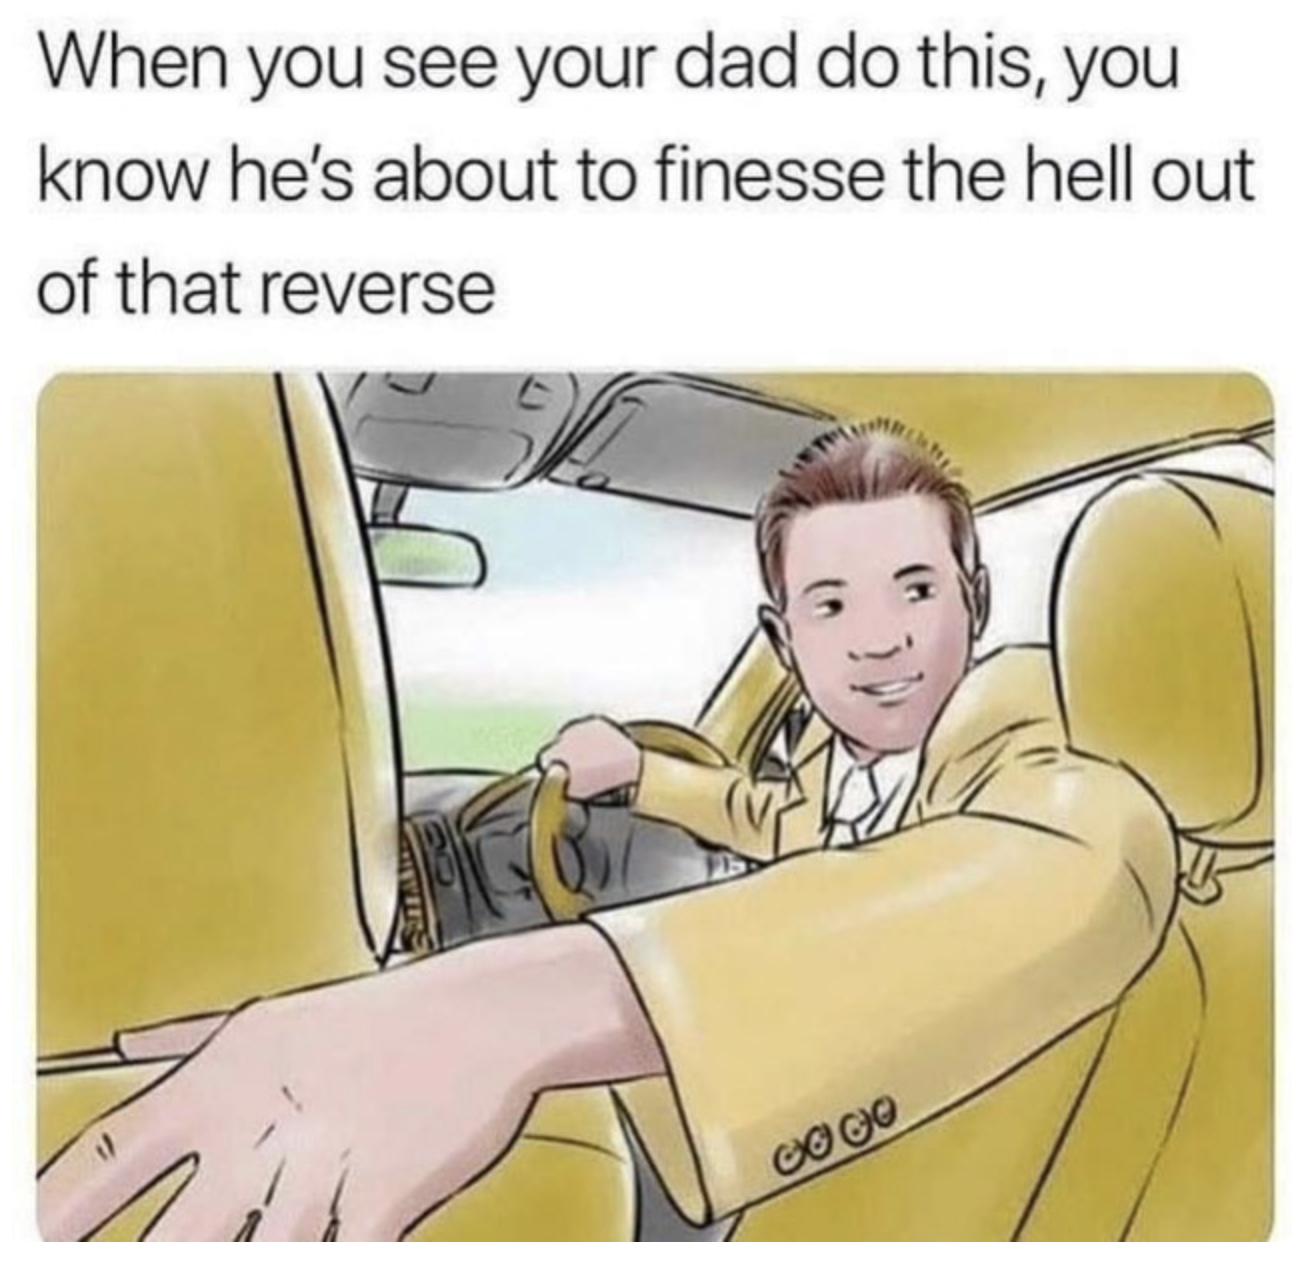 When you see your dad do this, you
know he's about to finesse the hell out
of that reverse